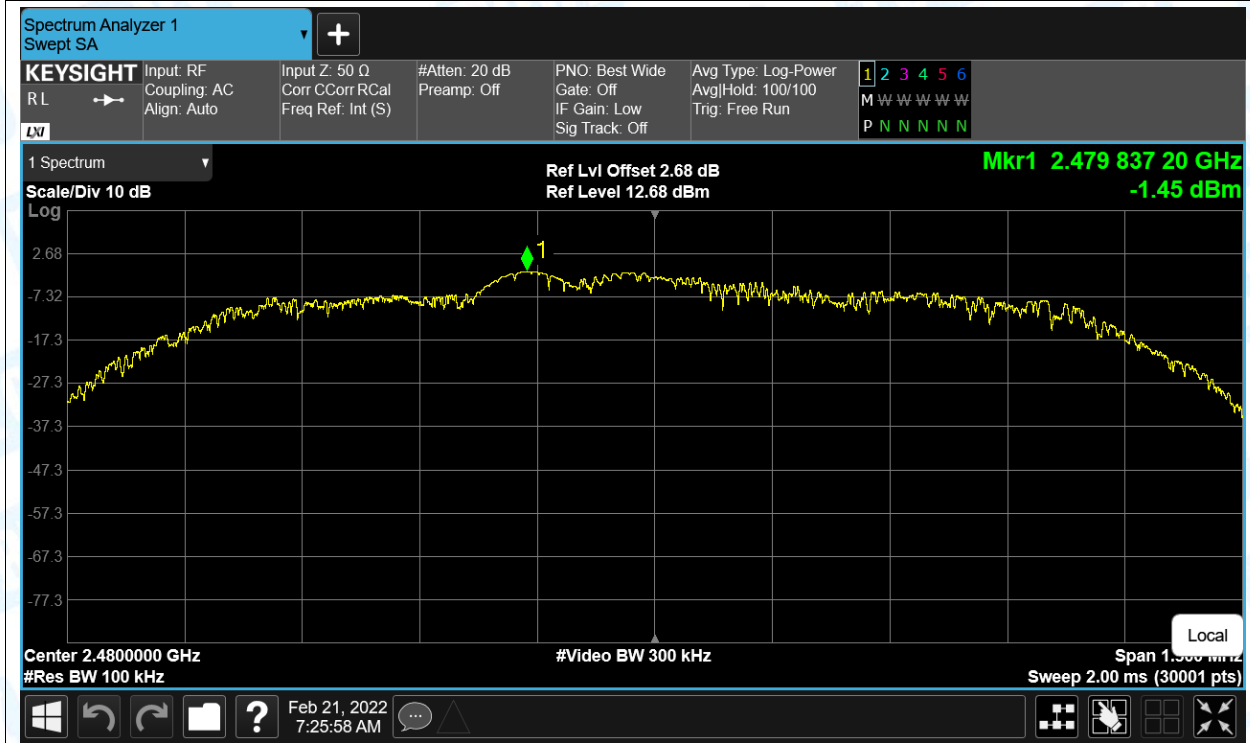 Spectrum Analyzer 1
Swept SA
KEYSIGHT
R L
LXI
Input: RF
Coupling: AC
Align: Auto
Input Z: 50 Ω
Corr CCorr RCal
Freq Ref: Int (S)
#Atten: 20 dB
Preamp: Off
PNO: Best Wide
Gate: Off
IF Gain: Low
Sig Track: Off
Avg Type: Log-Power
Avg|Hold: 100/100
Trig: Free Run
1 2 3 4 5 6
M W W W W W
P N N N N N
1 Spectrum
Scale/Div 10 dB
Ref Lvl Offset 2.68 dB
Ref Level 12.68 dBm
Mkr1 2.479 837 20 GHz
-1.45 dBm
Log
1
2.68
-7.32
-17.3
-27.3
-37.3
-47.3
-57.3
-67.3
-77.3
Local
Center 2.4800000 GHz
#Video BW 300 kHz
Span
#Res BW 100 kHz
Sweep 2.00 ms (30001 pts)
?
Feb 21, 2022
7:25:58 AM